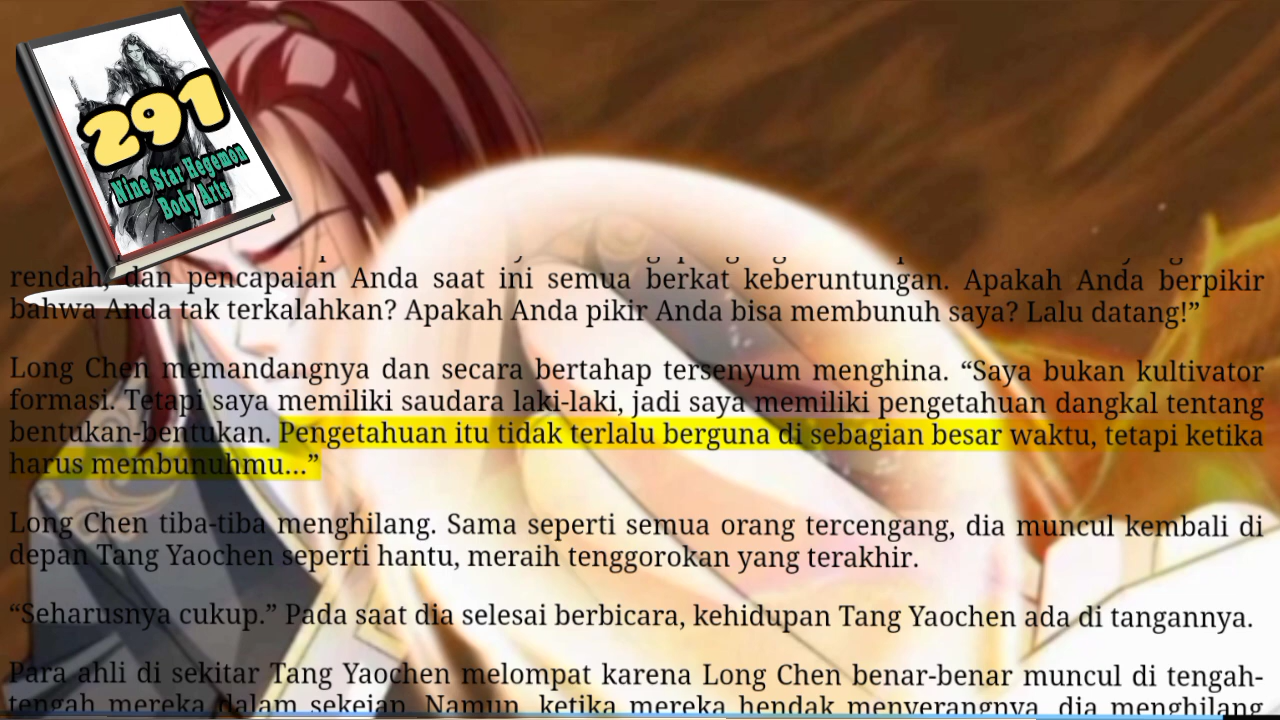 291
Nine Star Hegemon
Body Arts
rendah, dan pencapaian Anda saat ini semua berkat keberuntungan. Apakah Anda berpikir
bahwa Anda tak terkalahkan? Apakah Anda pikir Anda bisa membunuh saya? Lalu datang!”
Long Chen memandangnya dan secara bertahap tersenyum menghina. “Saya bukan kultivator
formasi. Tetapi saya memiliki saudara laki-laki, jadi saya memiliki pengetahuan dangkal tentang
bentukan-bentukan. Pengetahuan itu tidak terlalu berguna di sebagian besar waktu, tetapi ketika
harus membunuhmu…”
Long Chen tiba-tiba menghilang. Sama seperti semua orang tercengang, dia muncul kembali di
depan Tang Yaochen seperti hantu, meraih tenggorokan yang terakhir.
“Seharusnya cukup.” Pada saat dia selesai berbicara, kehidupan Tang Yaochen ada di tangannya.
Para ahli di sekitar Tang Yaochen melompat karena Long Chen benar-benar muncul di tengah-
tengah mereka dalam sekejap. Namun, ketika mereka hendak menyerangnya, dia menghilang